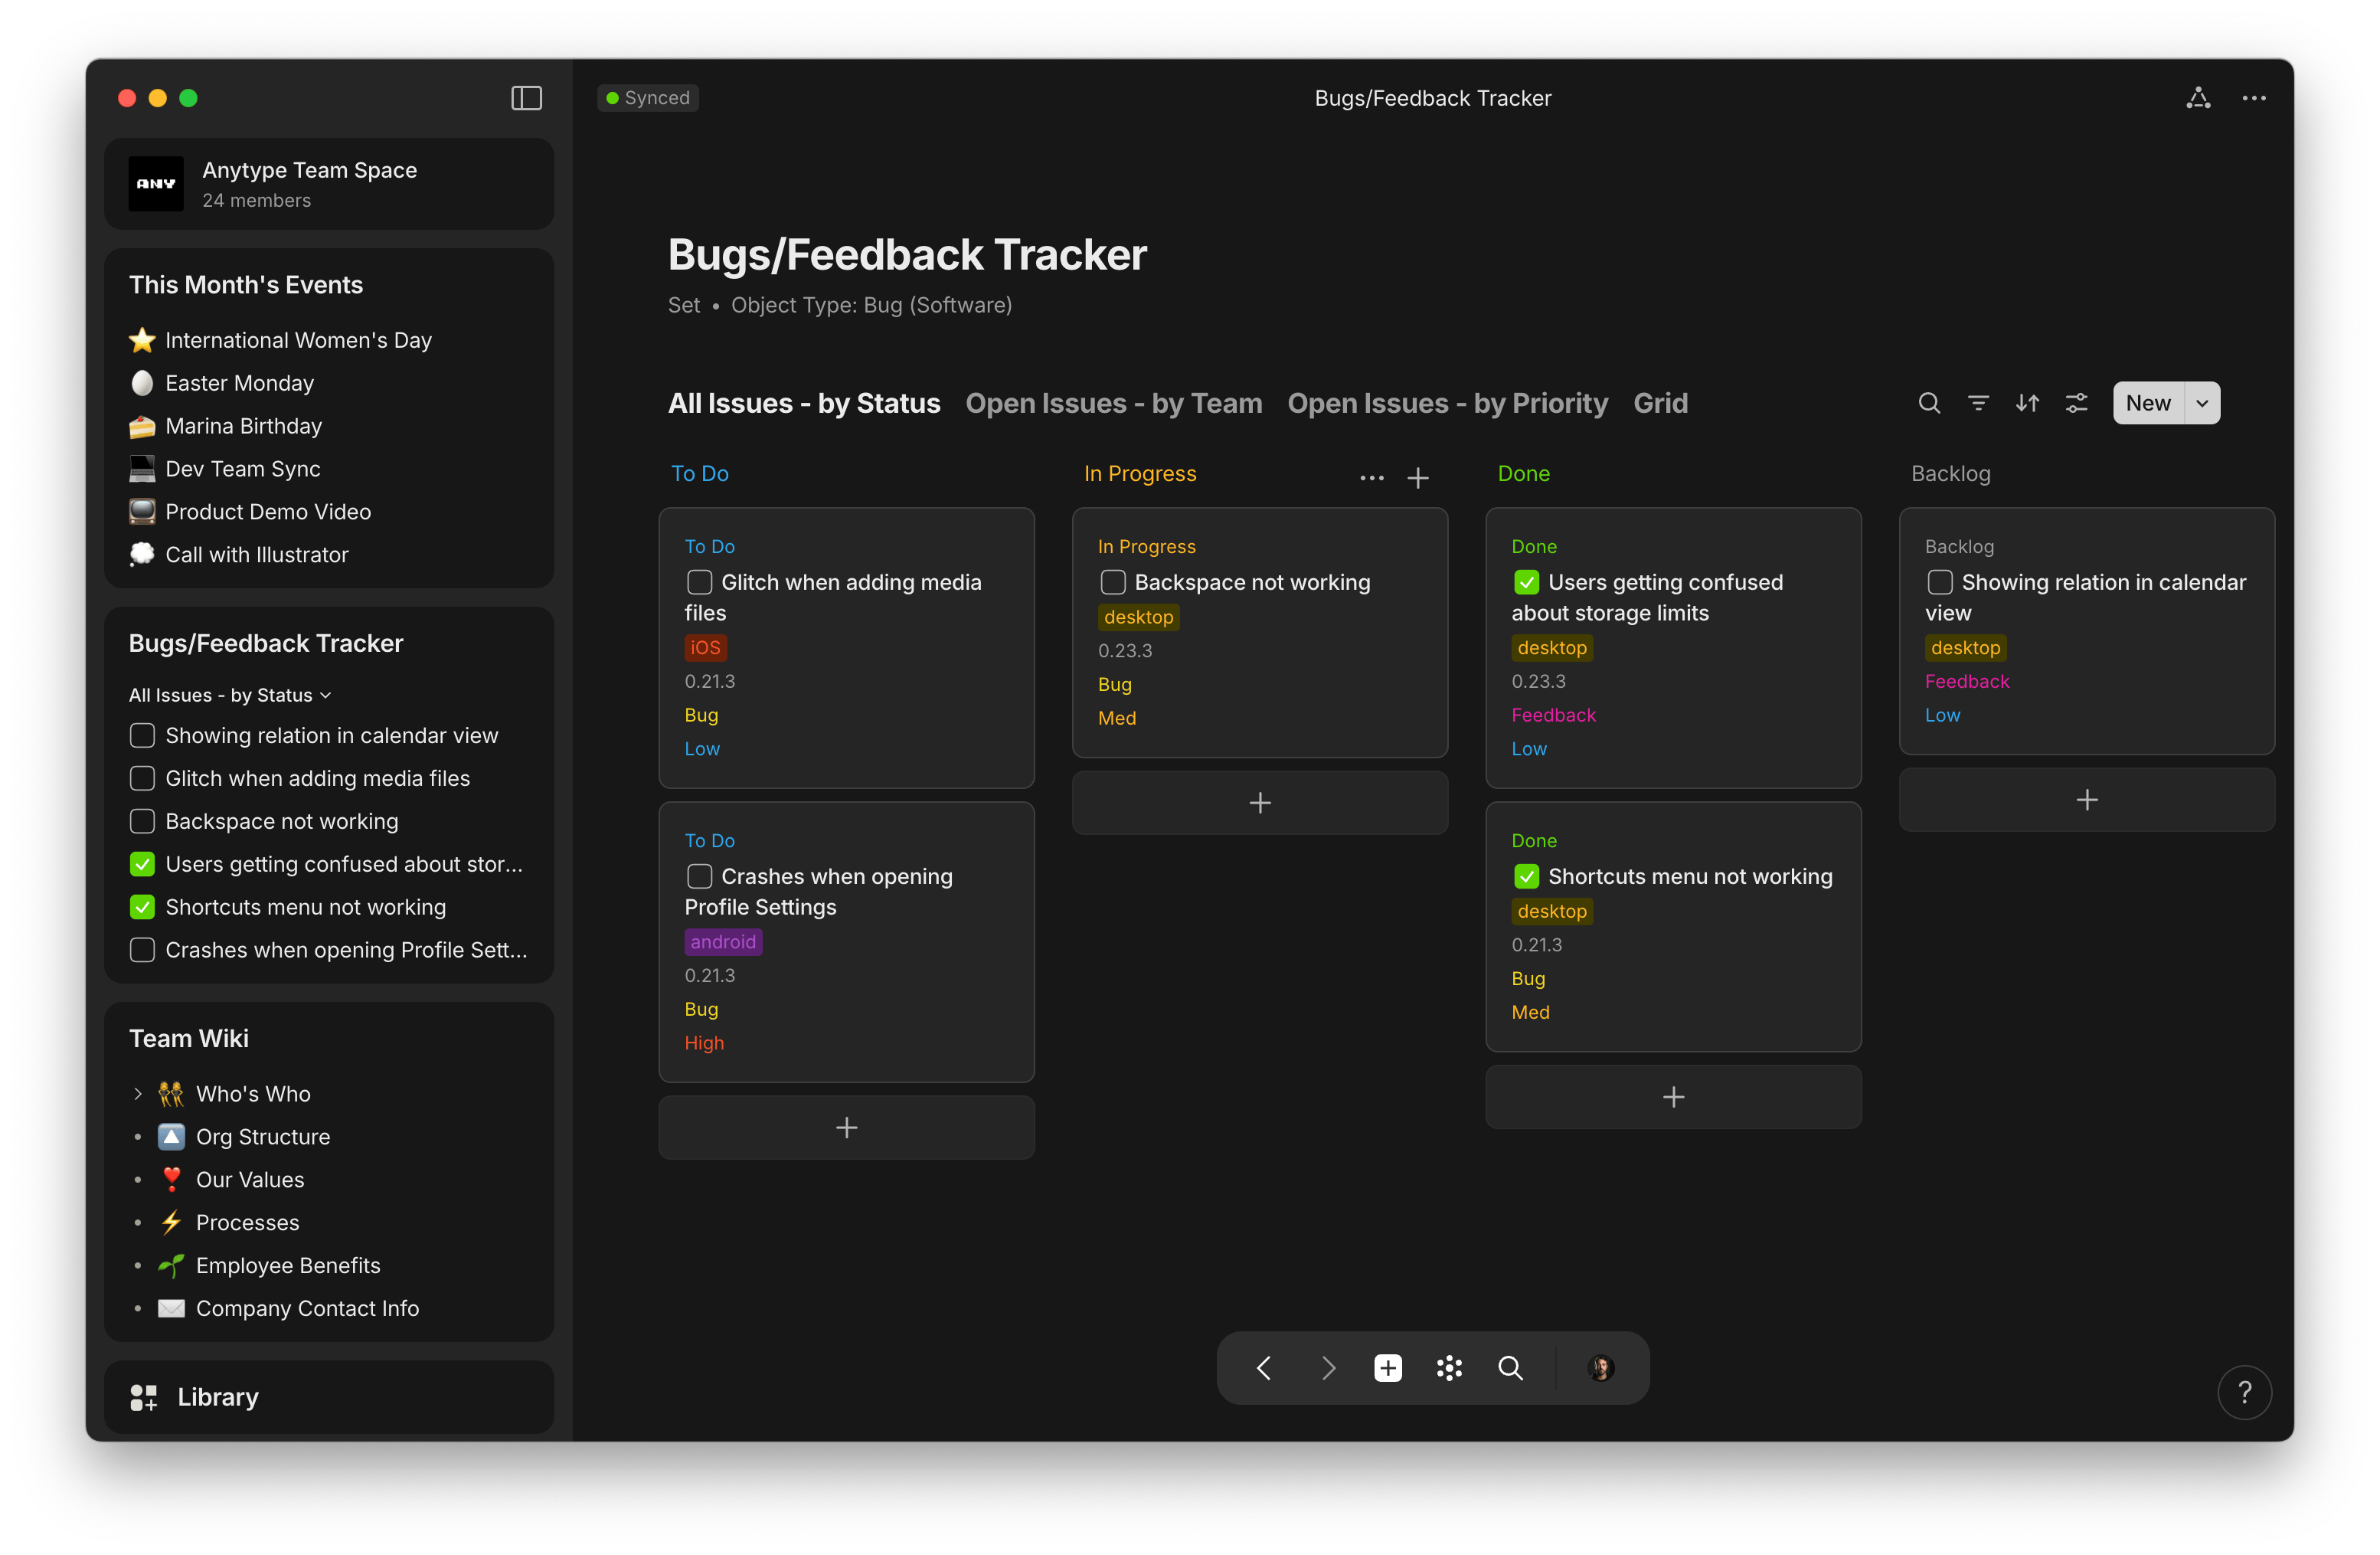 Synced
Bugs/Feedback Tracker
ANY
Anytype Team Space
24 members
This Month's Events
International Women's Day
Easter Monday
Marina Birthday
Dev Team Sync
Product Demo Video
Call with Illustrator
Bugs/Feedback Tracker
All Issues - by Status
Showing relation in calendar view
Glitch when adding media files
Backspace not working
Users getting confused about stor...
Shortcuts menu not working
Crashes when opening Profile Sett...
Team Wiki
Who's Who
Org Structure
Our Values
Processes
Employee Benefits
Company Contact Info
Library
Bugs/Feedback Tracker
Set • Object Type: Bug (Software)
All Issues - by Status Open Issues - by Team Open Issues - by Priority Grid
New
To Do
To Do
Glitch when adding media
files
iOS
0.21.3
Bug
Low
To Do
Crashes when opening
Profile Settings
android
0.21.3
Bug
High
In Progress
In Progress
Backspace not working
desktop
0.23.3
Bug
Med
Done
Done
Users getting confused
about storage limits
desktop
0.23.3
Feedback
Low
Done
Shortcuts menu not working
desktop
0.21.3
Bug
Med
Backlog
Backlog
Showing relation in calendar
view
desktop
Feedback
Low
?